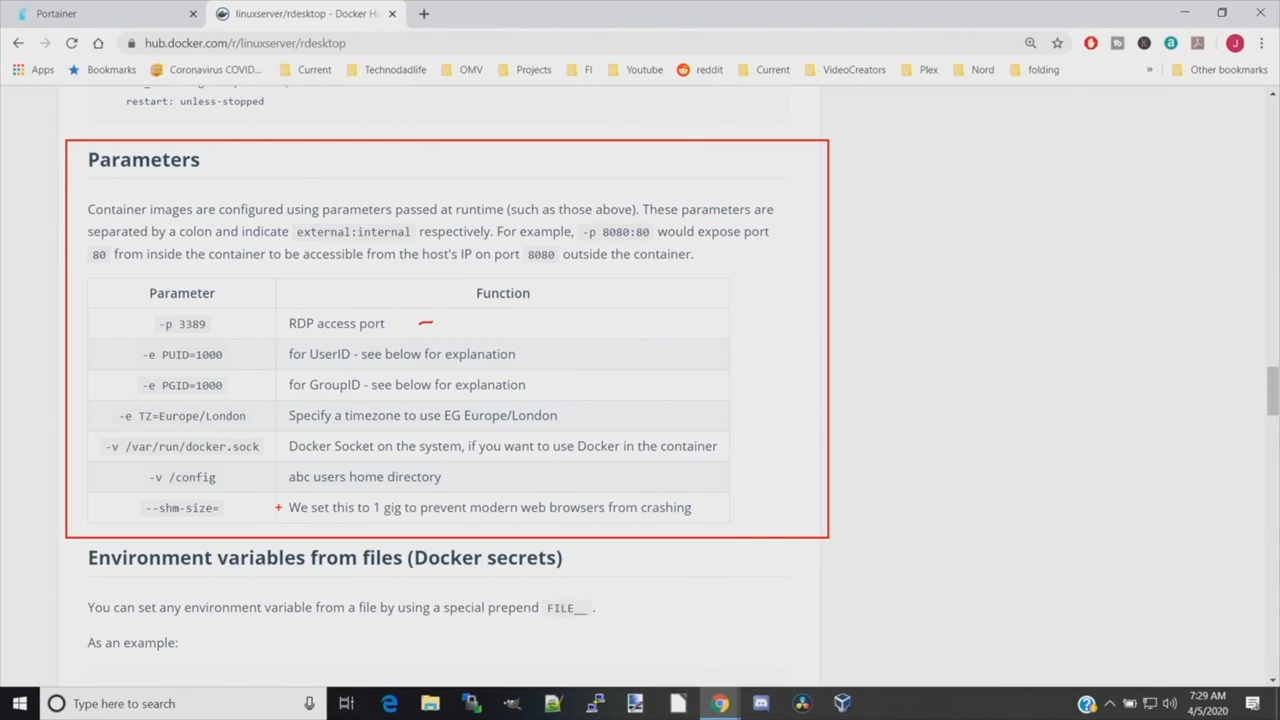 Portainer
linuxserver/rdesktop - Docker Hu
hub.docker.com/r/linuxserver/rdesktop
Apps Bookmarks Coronavirus COVID... Current Technodadlife OMV Projects FI Youtube reddit Current VideoCreators Plex Nord folding » Other bookmarks
restart: unless-stopped
Parameters
Container images are configured using parameters passed at runtime (such as those above). These parameters are
separated by a colon and indicate external:internal respectively. For example, -p 8080:80 would expose port
80 from inside the container to be accessible from the host's IP on port 8080 outside the container.
Parameter Function
-p 3389 RDP access port
-e PUID=1000 for UserID - see below for explanation
-e PGID=1000 for GroupID - see below for explanation
-e TZ=Europe/London Specify a timezone to use EG Europe/London
-v /var/run/docker.sock Docker Socket on the system, if you want to use Docker in the container
-v /config abc users home directory
--shm-size= We set this to 1 gig to prevent modern web browsers from crashing
Environment variables from files (Docker secrets)
You can set any environment variable from a file by using a special prepend FILE__ .
As an example:
Type here to search
7:29 AM
4/5/2020